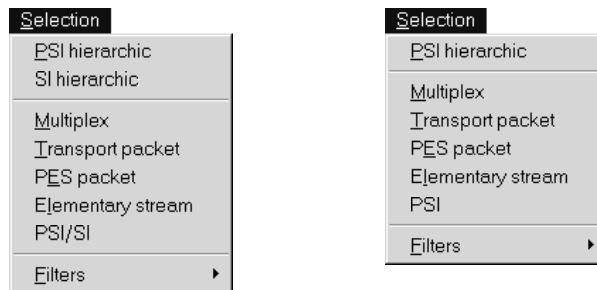 Selection
PSI hierarchic
SI hierarchic
Multiplex
Transport packet
PES packet
Elementary stream
PSI/SI
Filters
Selection
PSI hierarchic
Multiplex
Transport packet
PES packet
Elementary stream
PSI
Filters